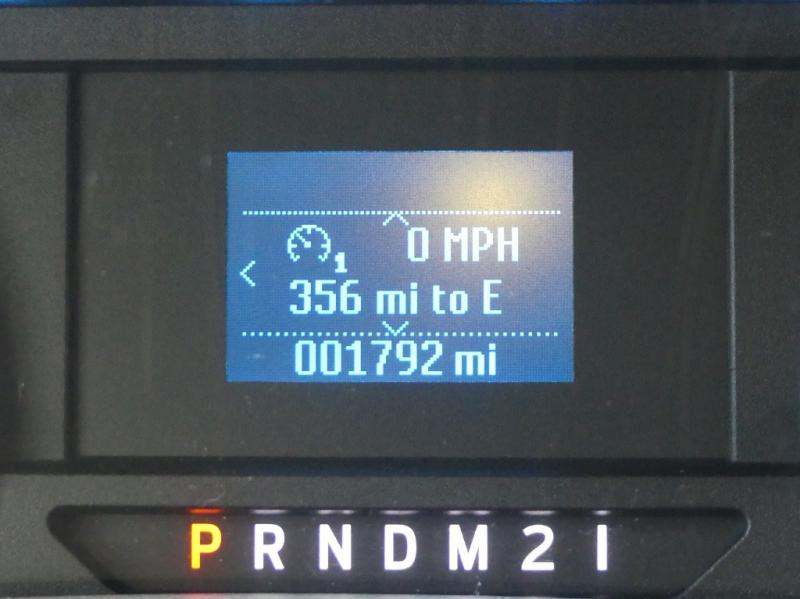 0 MPH
1
356 mi to E
001792 mi
P R N D M 2 1